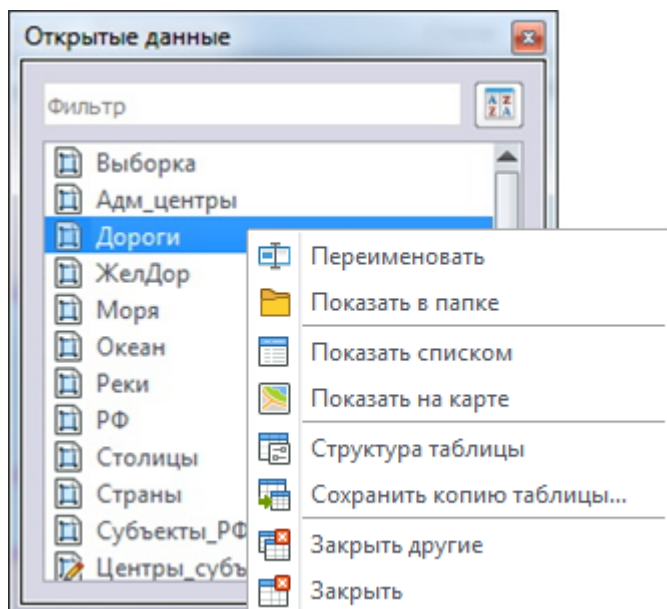 Открытые данные
Фильтр
Выборка
Адм_центры
Дороги
ЖелДор
Моря
Океан
Реки
РФ
Столицы
Страны
Субъекты_РФ
Центры_субъ
Переименовать
Показать в папке
Показать списком
Показать на карте
Структура таблицы
Сохранить копию таблицы...
Закрыть другие
Закрыть